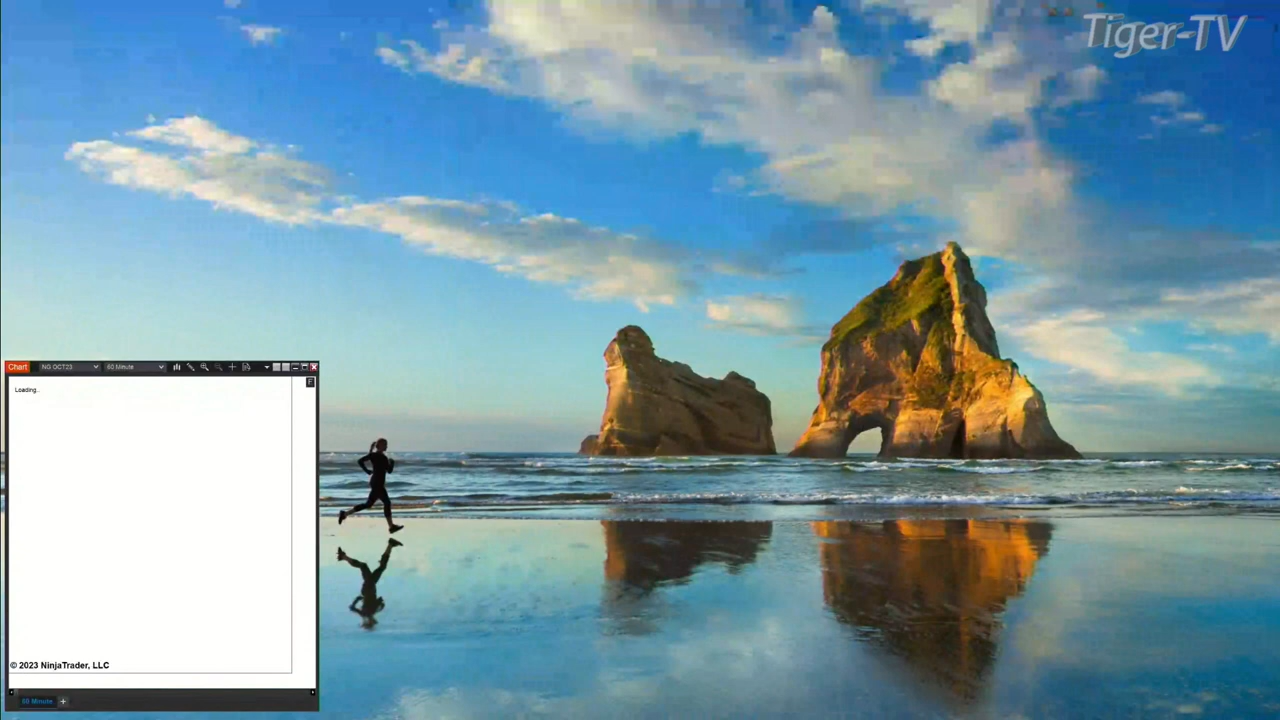 Tiger-TV
Chart NG OCT23 60 Minute
F
Loading...
© 2023 NinjaTrader, LLC
60 Minute +